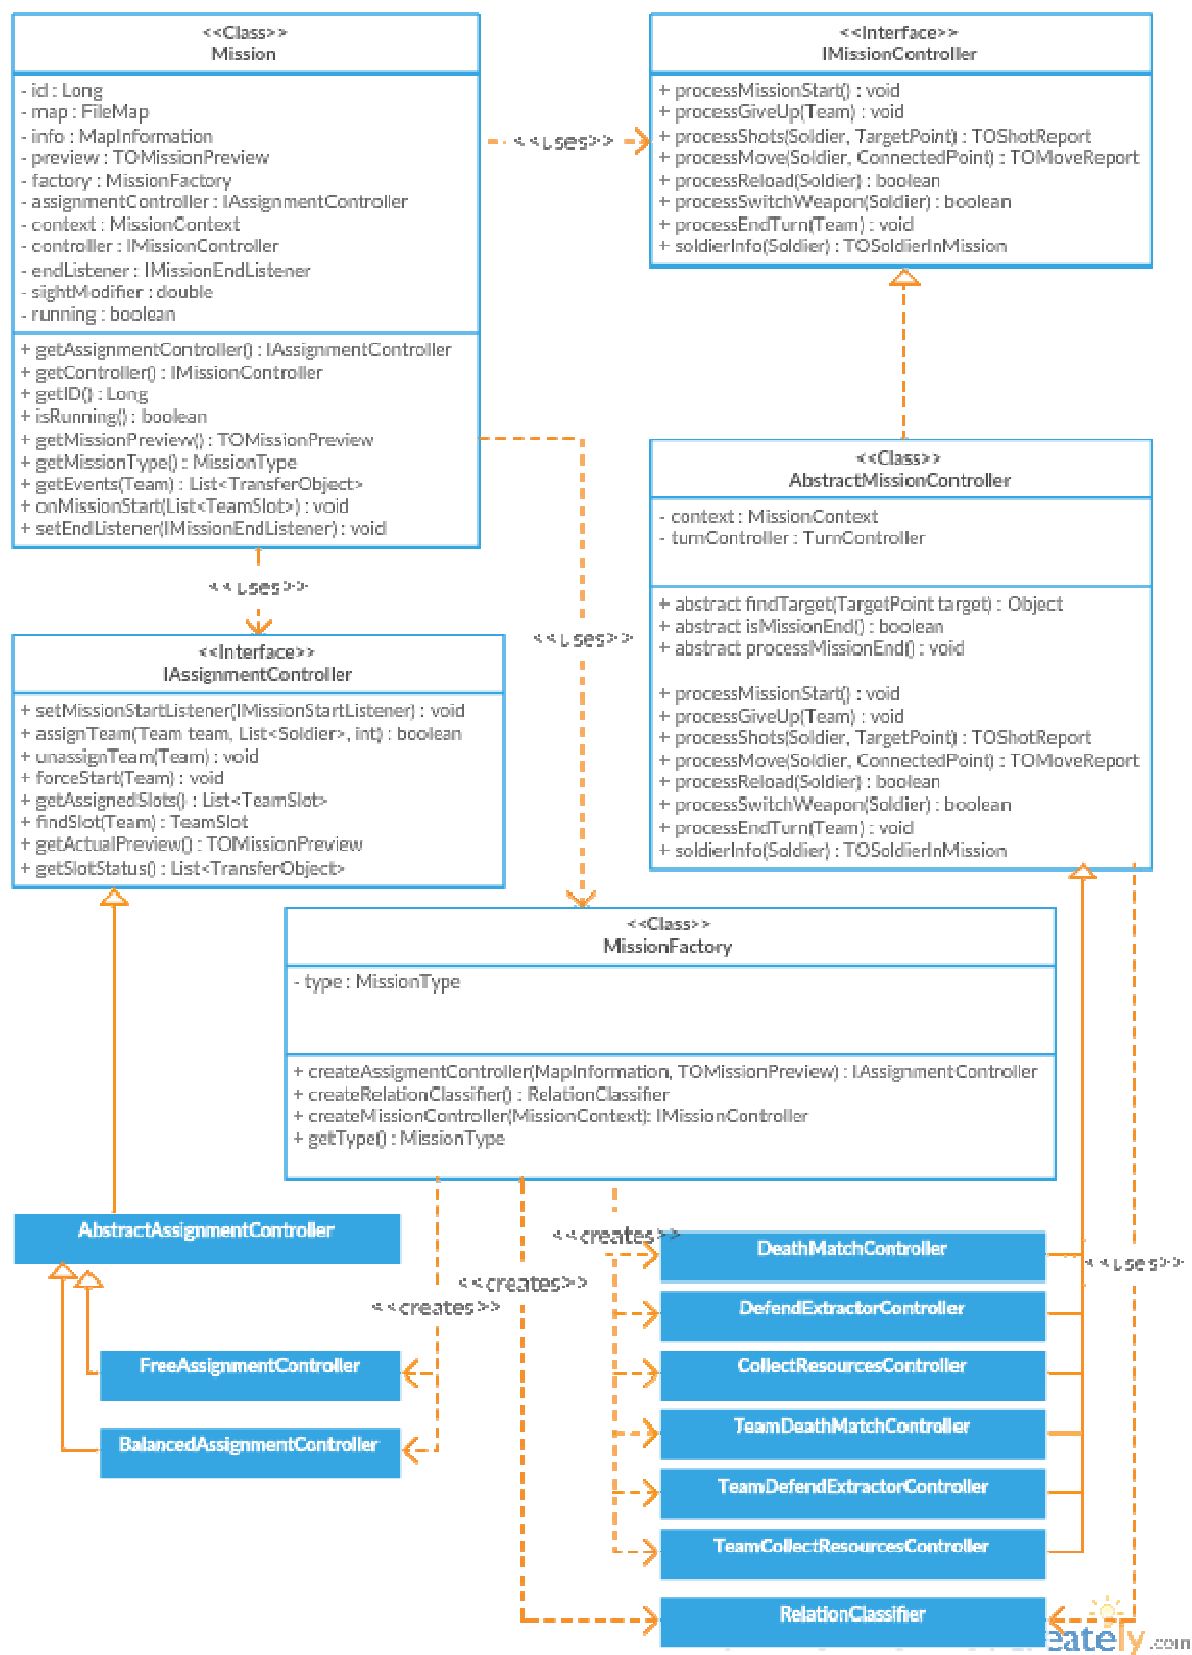 <<Class>>
Mission
- id : Long
- map : FileMap
- info : MapInformation
- preview : TOMissionPreview
- factory : MissionFactory
- assignmentController : IAssignmentController
- context : MissionContext
- controller : IMissionController
- endListener : IMissionEndListener
- sightModifier : double
- running : boolean
+ getAssignmentController() : IAssignmentController
+ getController() : IMissionController
+ getID() : Long
+ isRunning() : boolean
+ getMissionPreview() : TOMissionPreview
+ getMissionType() : MissionType
+ getEvents(Team) : List<TransferObject>
+ onMissionStart(List<TeamSlot>) : void
+ setEndListener(IMissionEndListener) : void
<<uses>>
<<Interface>>
IMissionController
+ processMissionStart() : void
+ processGiveUp(Team) : void
+ processShots(Soldier, TargetPoint) : TOShotReport
+ processMove(Soldier, ConnectedPoint) : TOMoveReport
+ processReload(Soldier) : boolean
+ processSwitchWeapon(Soldier) : boolean
+ processEndTurn(Team) : void
+ soldierInfo(Soldier) : TOSoldierInMission
<<Class>>
AbstractMissionController
- context : MissionContext
- turnController : TurnController
+ abstract findTarget(TargetPoint target) : Object
+ abstract isMissionEnd() : boolean
+ abstract processMissionEnd() : void
+ processMissionStart() : void
+ processGiveUp(Team) : void
+ processShots(Soldier, TargetPoint) : TOShotReport
+ processMove(Soldier, ConnectedPoint) : TOMoveReport
+ processReload(Soldier) : boolean
+ processSwitchWeapon(Soldier) : boolean
+ processEndTurn(Team) : void
+ soldierInfo(Soldier) : TOSoldierInMission
<<uses>>
<<uses>>
<<Interface>>
IAssignmentController
+ setMissionStartListener(IMissionStartListener) : void
+ assignTeam(Team team, List<Soldier>, int) : boolean
+ unassignTeam(Team) : void
+ forceStart(Team) : void
+ getAssignedSlots() : List<TeamSlot>
+ findSlot(Team) : TeamSlot
+ getActualPreview() : TOMissionPreview
+ getSlotStatus() : List<TransferObject>
<<Class>>
MissionFactory
- type : MissionType
+ createAssigmentController(MapInformation, TOMissionPreview) : IAssignmentController
+ createRelationClassifier() : RelationClassifier
+ createMissionController(MissionContext): IMissionController
+ getType() : MissionType
AbstractAssignmentController
<<creates>>
DeathMatchController
<<uses>>
<<creates>>
<<creates>>
DefendExtractorController
FreeAssignmentController
CollectResourcesController
BalancedAssignmentController
TeamDeathMatchController
TeamDefendExtractorController
TeamCollectResourcesController
RelationClassifier
eately.com